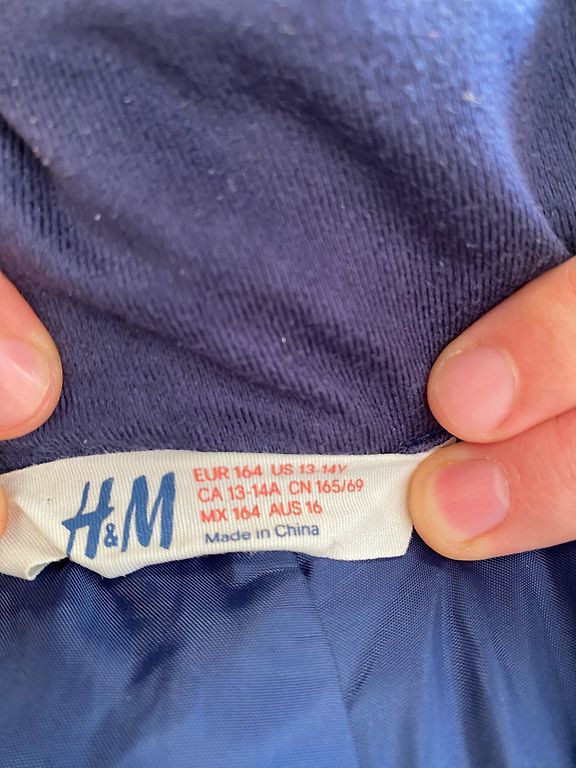 H&M
EUR 164 US 13-14Y
CA 13-14A CN 165/69
MX 164 AUS 16
Made in China